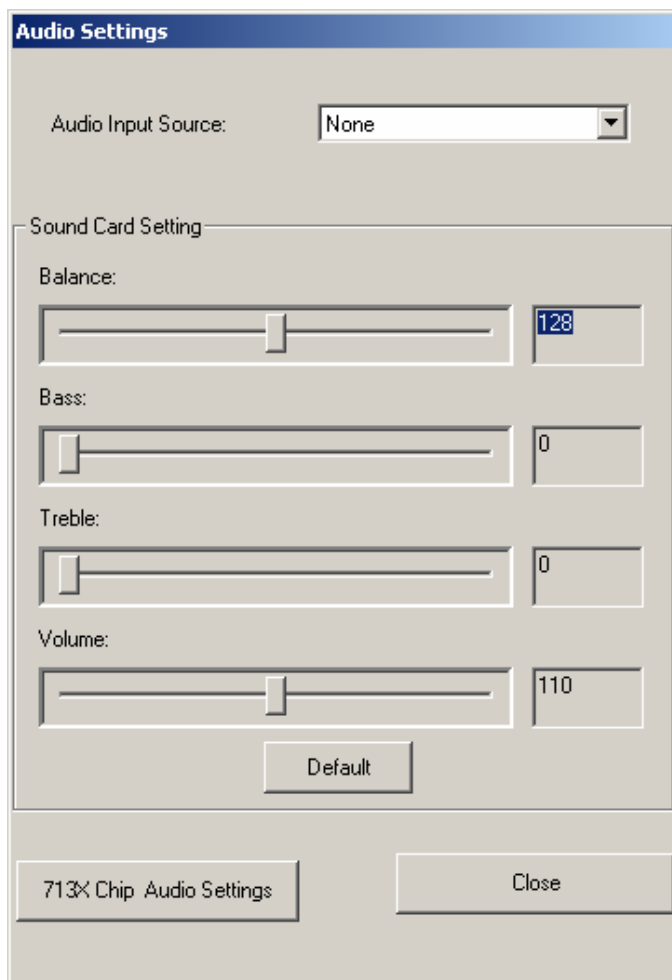 Audio Settings
Audio Input Source: None
Sound Card Setting
Balance:
128
Bass:
0
Treble:
0
Volume:
110
Default
713X Chip Audio Settings
Close